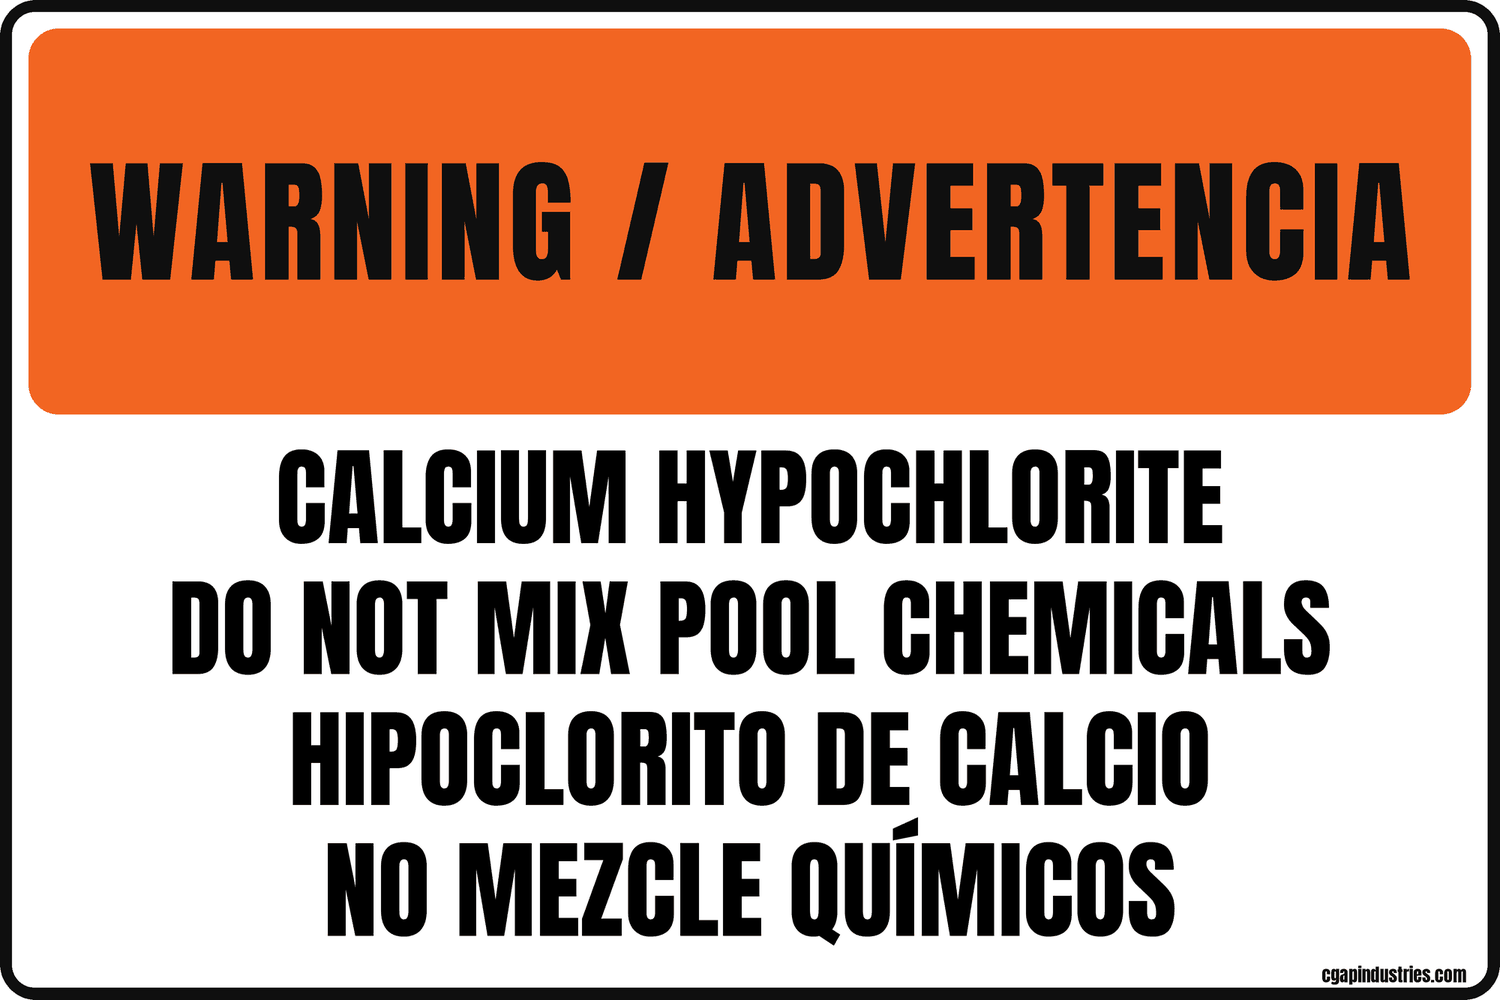 WARNING / ADVERTENCIA
CALCIUM HYPOCHLORITE
DO NOT MIX POOL CHEMICALS
HIPOCLORITO DE CALCIO
NO MEZCLE QUÍMICOS
cgapindustries.com